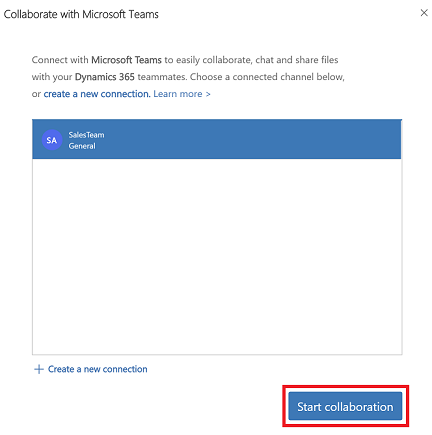 Collaborate with Microsoft Teams
Connect with Microsoft Teams to easily collaborate, chat and share files
with your Dynamics 365 teammates. Choose a connected channel below,
or create a new connection. Learn more >
SA
SalesTeam
General
+ Create a new connection
Start collaboration